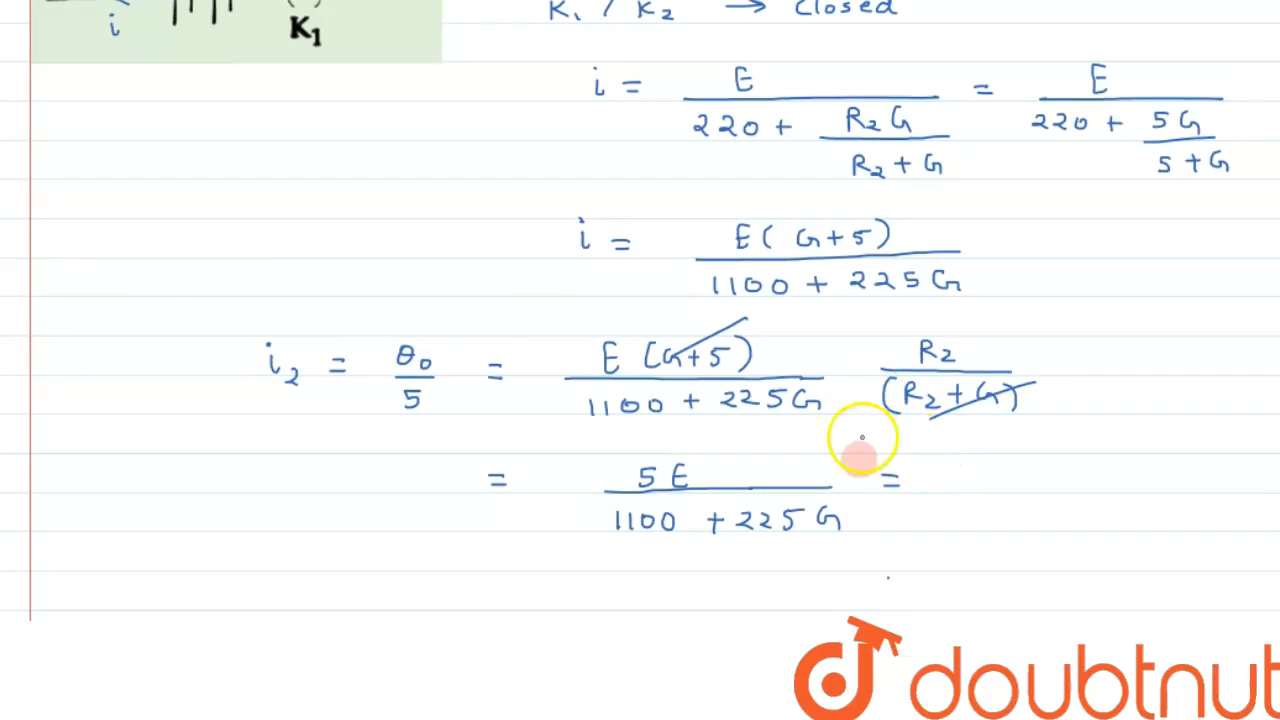 K₁ / K₂ → Closed
i
K₁
i = E / (220 + R₂G / (R₂ + G)) = E / (220 + 5G / (5 + G))
i = E(G+5) / (1100 + 225G)
i₂ = θ₀ / 5 = E(G+5) / (1100 + 225G) R₂ / (R₂ + G)
= 5E / (1100 + 225G) =
doubtnut